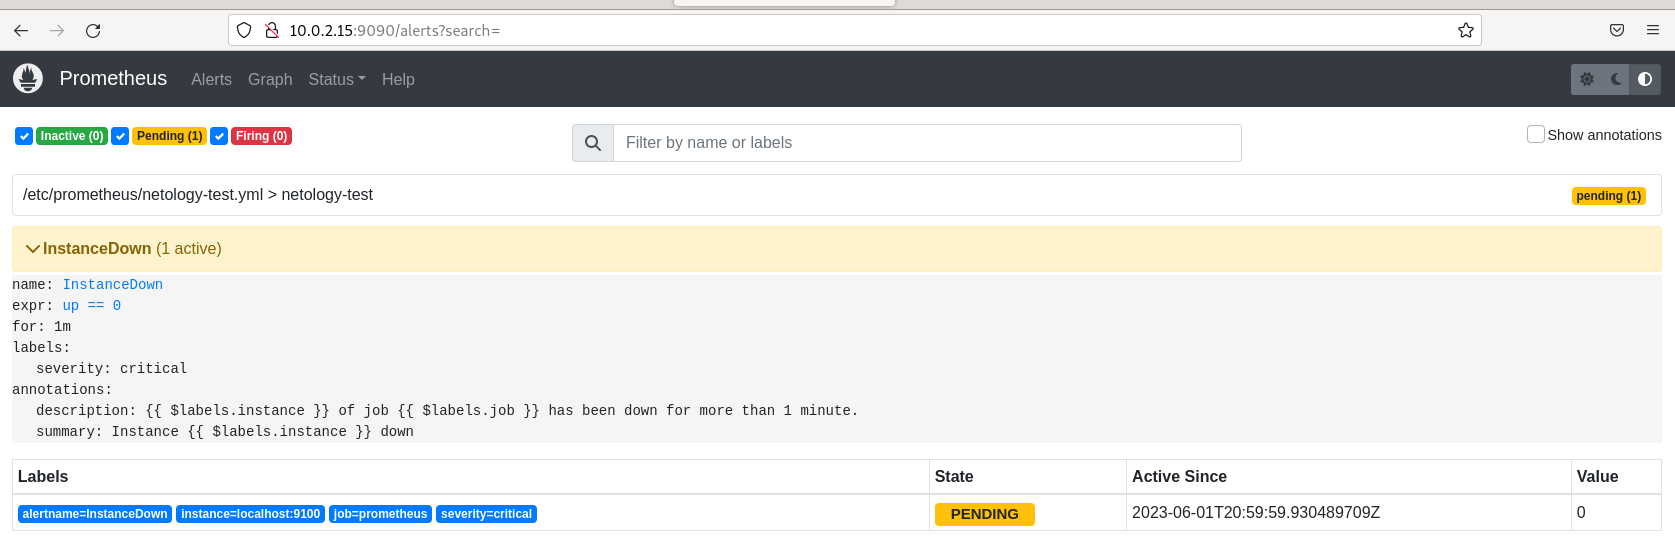 10.0.2.15:9090/alerts?search=
Prometheus Alerts Graph Status Help
Inactive (0) Pending (1) Firing (0) Filter by name or labels Show annotations
/etc/prometheus/netology-test.yml > netology-test pending (1)
InstanceDown (1 active)
name: InstanceDown
expr: up == 0
for: 1m
labels:
severity: critical
annotations:
description: {{ $labels.instance }} of job {{ $labels.job }} has been down for more than 1 minute.
summary: Instance {{ $labels.instance }} down
Labels State Active Since Value
alertname=InstanceDown instance=localhost:9100 job=prometheus severity=critical PENDING 2023-06-01T20:59:59.930489709Z 0